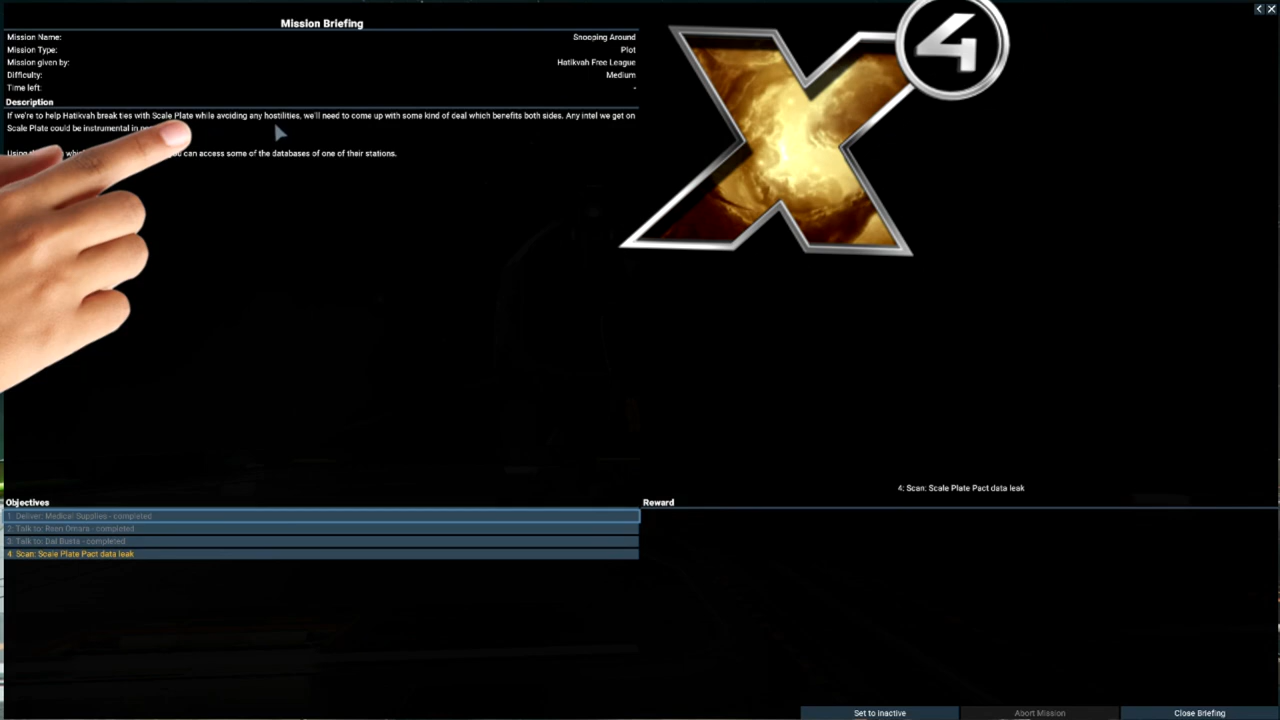 Mission Briefing
4
Mission Name: Snooping Around
Mission Type: Plot
Mission given by: Hatikvah Free League
Difficulty: Medium
Time left: -
Description
If we're to help Hatikvah break ties with Scale Plate while avoiding any hostilities, we'll need to come up with some kind of deal which benefits both sides. Any intel we get on
Scale Plate could be instrumental in
Using can access some of the databases of one of their stations.
4: Scan: Scale Plate Pact data leak
Objectives
Reward
1: Deliver: Medical Supplies - completed
2: Talk to: Reen Omara - completed
3: Talk to: Dal Busta - completed
4: Scan: Scale Plate Pact data leak
Set to Inactive
Abort Mission
Close Briefing